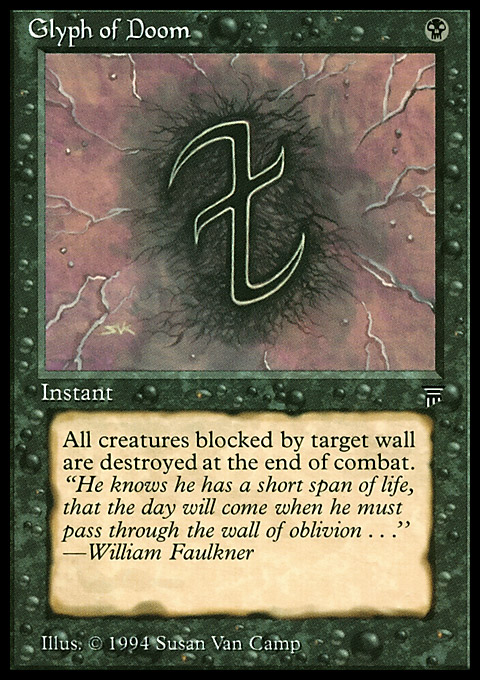 Glyph of Doom
SVK
Instant
All creatures blocked by target wall
are destroyed at the end of combat.
“He knows he has a short span of life,
that the day will come when he must
pass through the wall of oblivion . . .’’
—William Faulkner
Illus. © 1994 Susan Van Camp